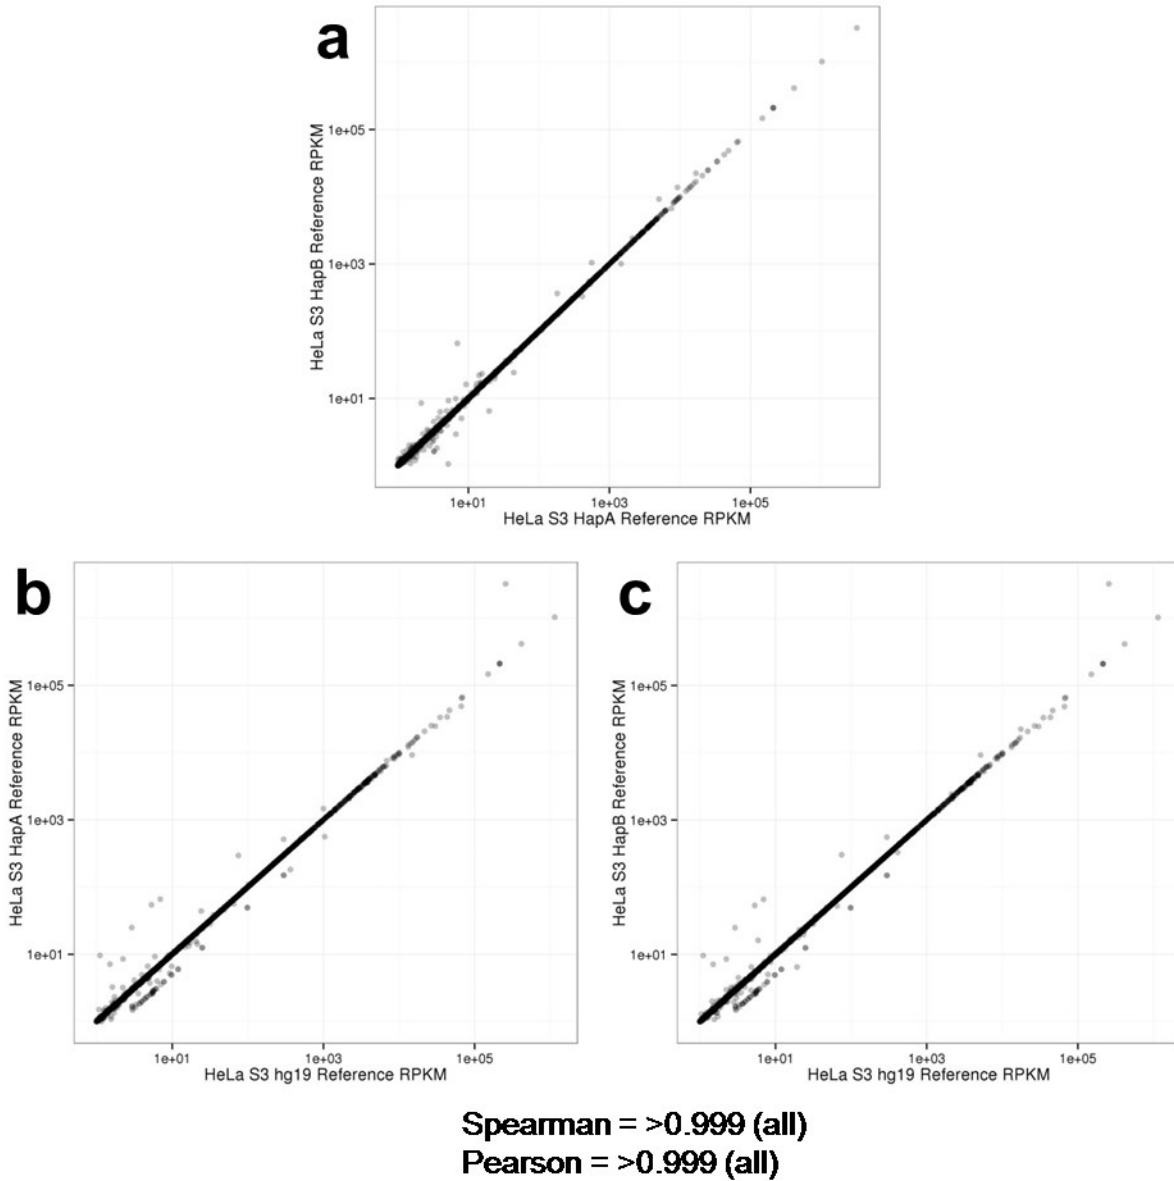 a
1e+05
1e+03
1e+01
HeLa S3 HapB Reference RPKM
1e+01 1e+03 1e+05
HeLa S3 HapA Reference RPKM
b
1e+05
1e+03
1e+01
HeLa S3 HapA Reference RPKM
1e+01 1e+03 1e+05
HeLa S3 hg19 Reference RPKM
c
1e+05
1e+03
1e+01
HeLa S3 HapB Reference RPKM
1e+01 1e+03 1e+05
HeLa S3 hg19 Reference RPKM
Spearman = >0.999 (all)
Pearson = >0.999 (all)